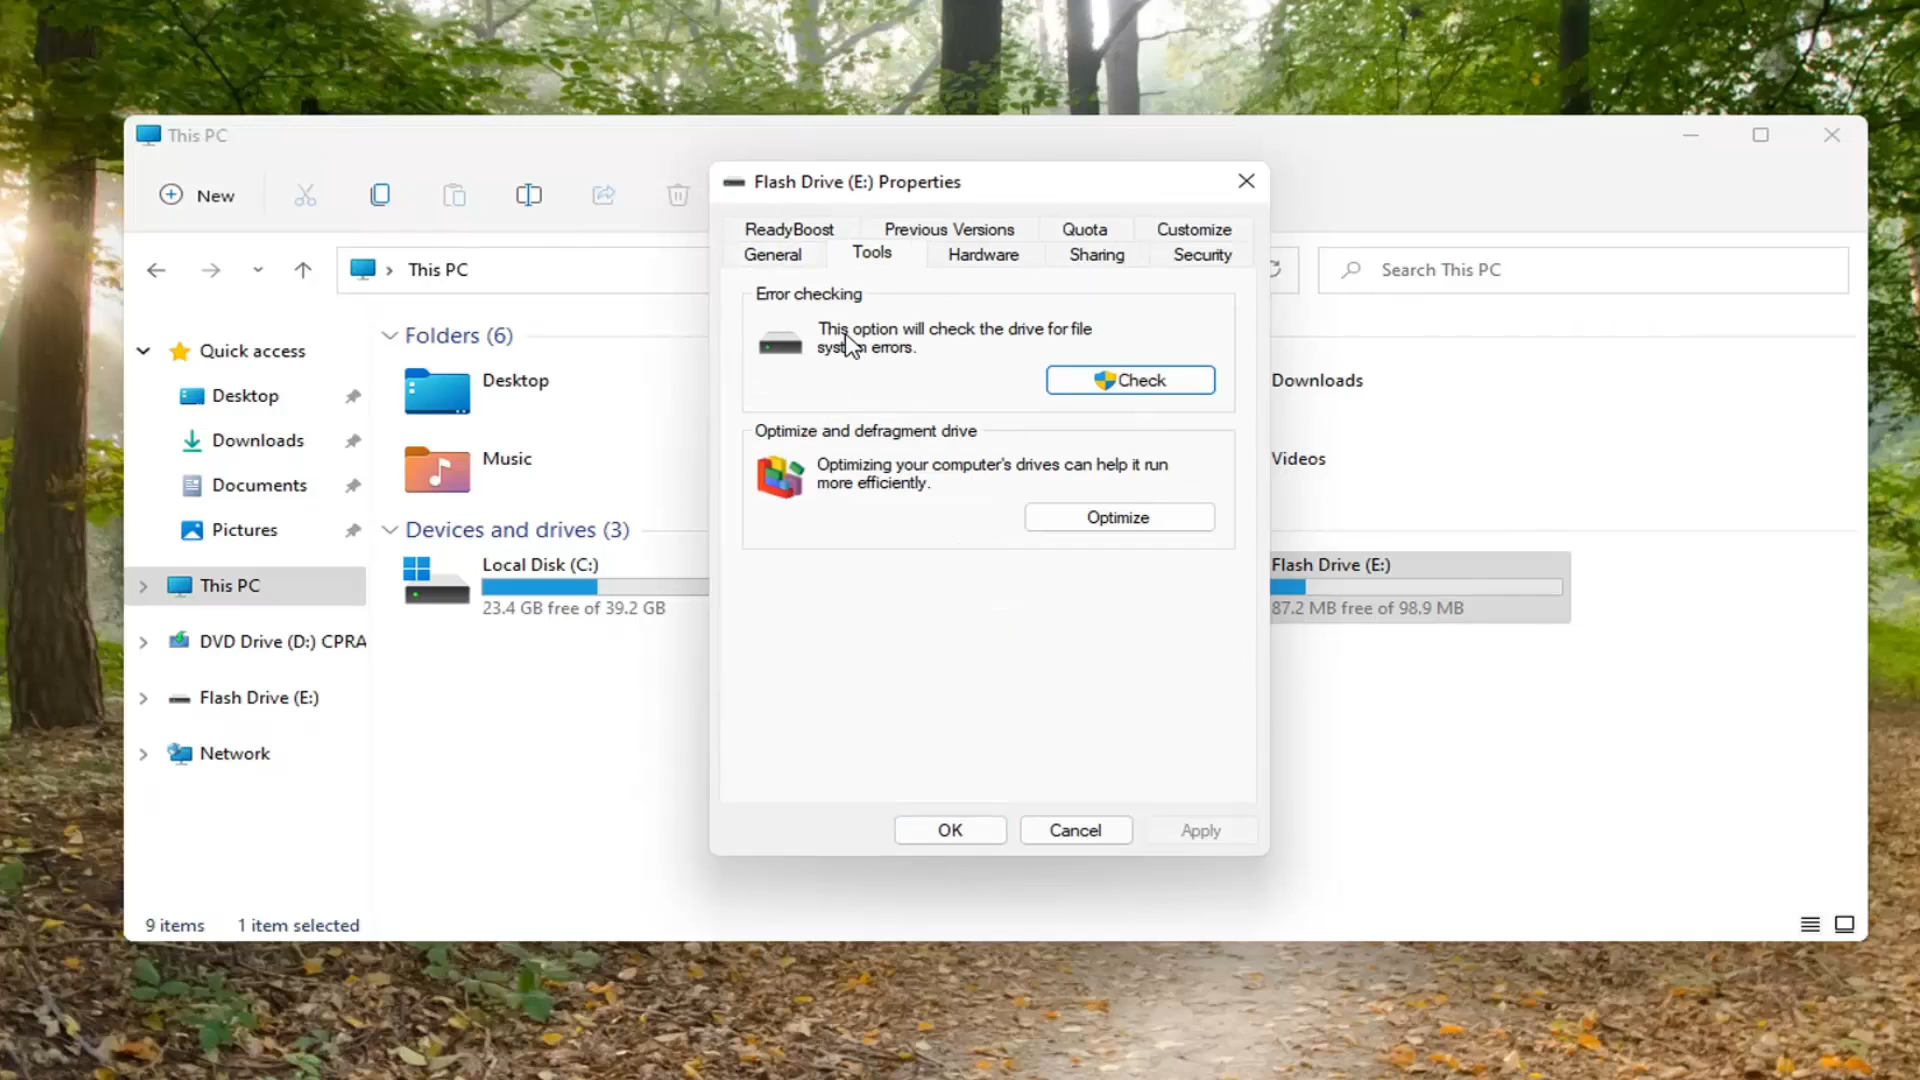 This PC
New
This PC
Search This PC
Quick access
Desktop
Downloads
Documents
Pictures
This PC
DVD Drive (D:) CPRA
Flash Drive (E:)
Network
Folders (6)
Desktop
Downloads
Music
Videos
Devices and drives (3)
Local Disk (C:)
23.4 GB free of 39.2 GB
Flash Drive (E:)
87.2 MB free of 98.9 MB
9 items 1 item selected
Flash Drive (E:) Properties
ReadyBoost Previous Versions Quota Customize
General Tools Hardware Sharing Security
Error checking
This option will check the drive for file
system errors.
Check
Optimize and defragment drive
Optimizing your computer's drives can help it run
more efficiently.
Optimize
OK Cancel Apply